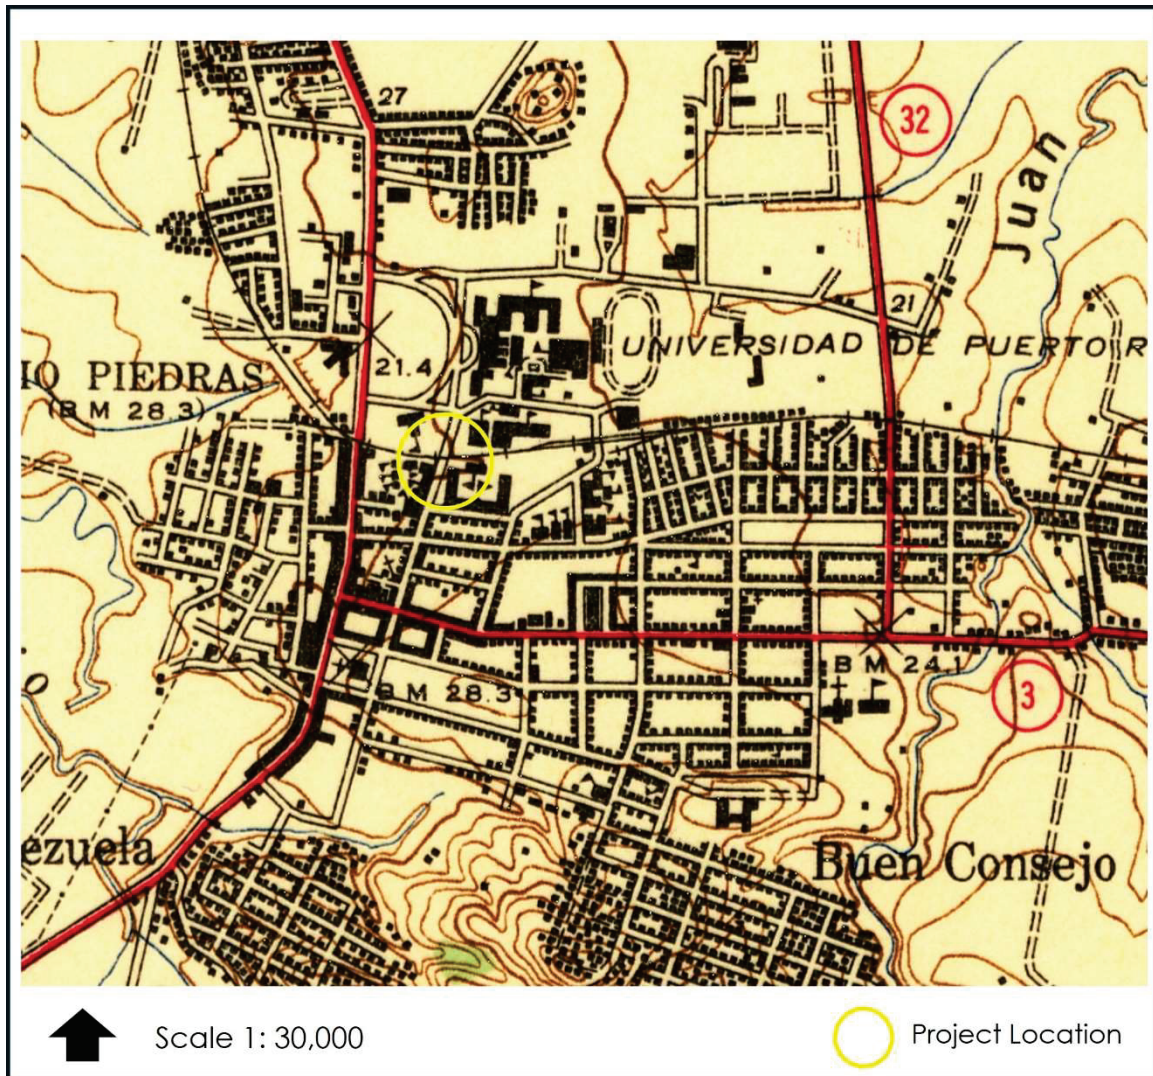 27
32
Juan
21
UNIVERSIDAD DE PUERTO R
21.4
IO PIEDRAS
(B M 28.3)
B M 24.1
B M 28.3
3
o
ezuela
Buen Consejo
Scale 1: 30,000
Project Location